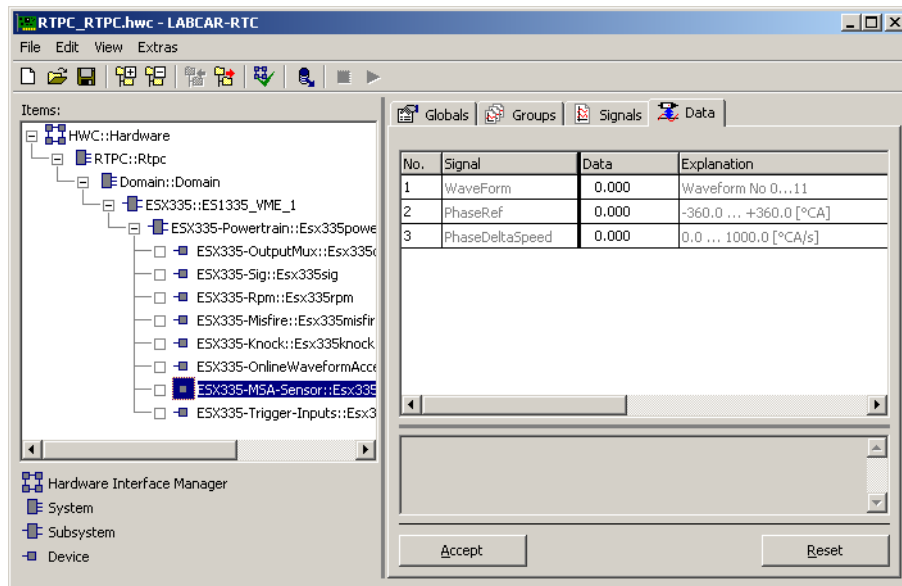 RTPC_RTPC.hwc - LABCAR-RTC
File Edit View Extras
Items:
HWC::Hardware
RTPC::Rtpc
Domain::Domain
ESX335::ES1335_VME_1
ESX335-Powertrain::Esx335powe
ESX335-OutputMux::Esx335o
ESX335-Sig::Esx335sig
ESX335-Rpm::Esx335rpm
ESX335-Misfire::Esx335misfir
ESX335-Knock::Esx335knock
ESX335-OnlineWaveformAcce
ESX335-MSA-Sensor::Esx335
ESX335-Trigger-Inputs::Esx3
Hardware Interface Manager
System
Subsystem
Device
Globals Groups Signals Data
No. Signal Data Explanation
1 WaveForm 0.000 Waveform No 0...11
2 PhaseRef 0.000 -360.0 ... +360.0 [°CA]
3 PhaseDeltaSpeed 0.000 0.0 ... 1000.0 [°CA/s]
Accept Reset